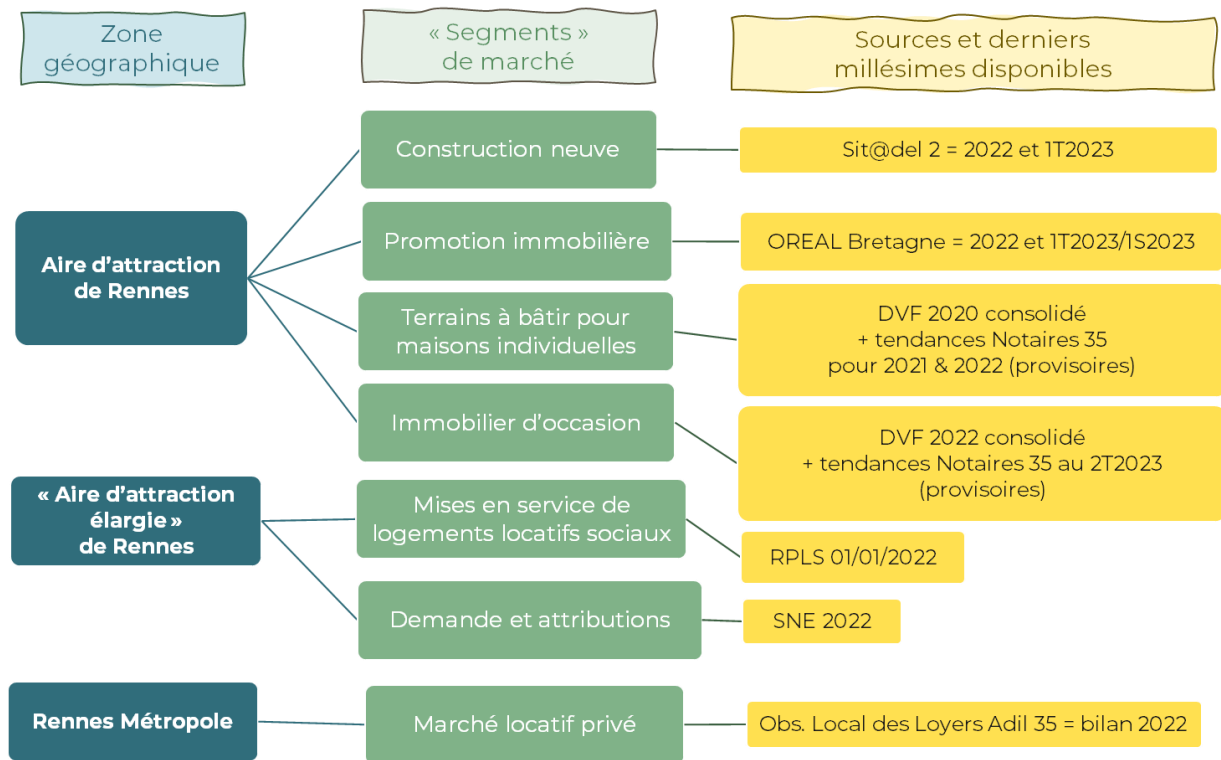 Zone
géographique
« Segments »
de marché
Sources et derniers
millésimes disponibles
Aire d’attraction
de Rennes
Construction neuve
Sit@del 2 = 2022 et 1T2023
Promotion immobilière
OREAL Bretagne = 2022 et 1T2023/1S2023
Terrains à bâtir pour
maisons individuelles
DVF 2020 consolidé
+ tendances Notaires 35
pour 2021 & 2022 (provisoires)
Immobilier d’occasion
DVF 2022 consolidé
+ tendances Notaires 35 au 2T2023
(provisoires)
« Aire d’attraction
élargie »
de Rennes
Mises en service de
logements locatifs sociaux
RPLS 01/01/2022
Demande et attributions
SNE 2022
Rennes Métropole
Marché locatif privé
Obs. Local des Loyers Adil 35 = bilan 2022